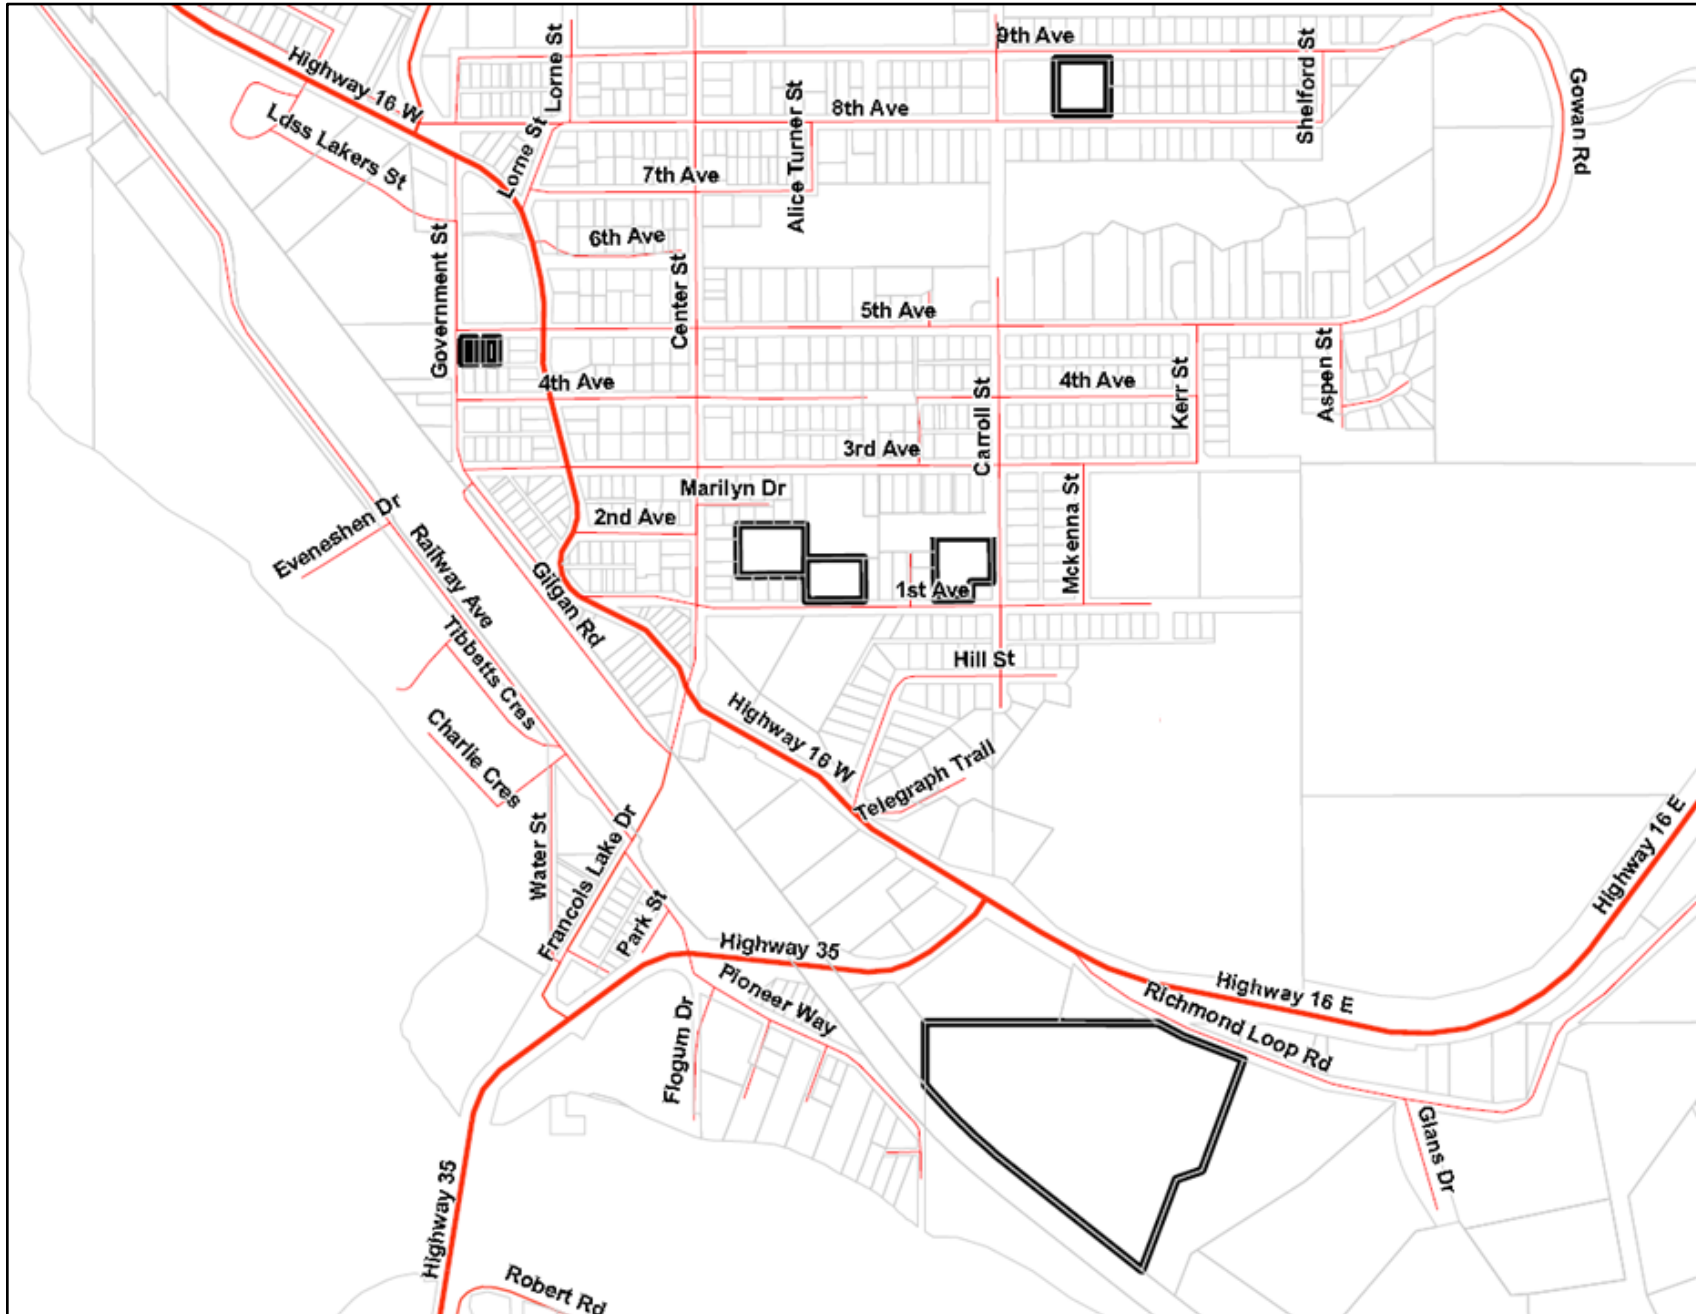 Highway 16 W
Lorne St
9th Ave
Shelford St
Gowan Rd
Ldss Lakers St
Lorne St
8th Ave
Alice Turner St
7th Ave
Government St
6th Ave
Center St
5th Ave
4th Ave
4th Ave
Kerr St
Aspen St
Carroll St
3rd Ave
Marilyn Dr
2nd Ave
Mckenna St
Eveneshen Dr
Railway Ave
Gilgan Rd
1st Ave
Tibbetts Cres
Hill St
Charlie Cres
Highway 16 W
Telegraph Trail
Water St
Francois Lake Dr
Park St
Highway 16 E
Highway 35
Pioneer Way
Highway 16 E
Richmond Loop Rd
Flogum Dr
Glans Dr
Highway 35
Robert Rd